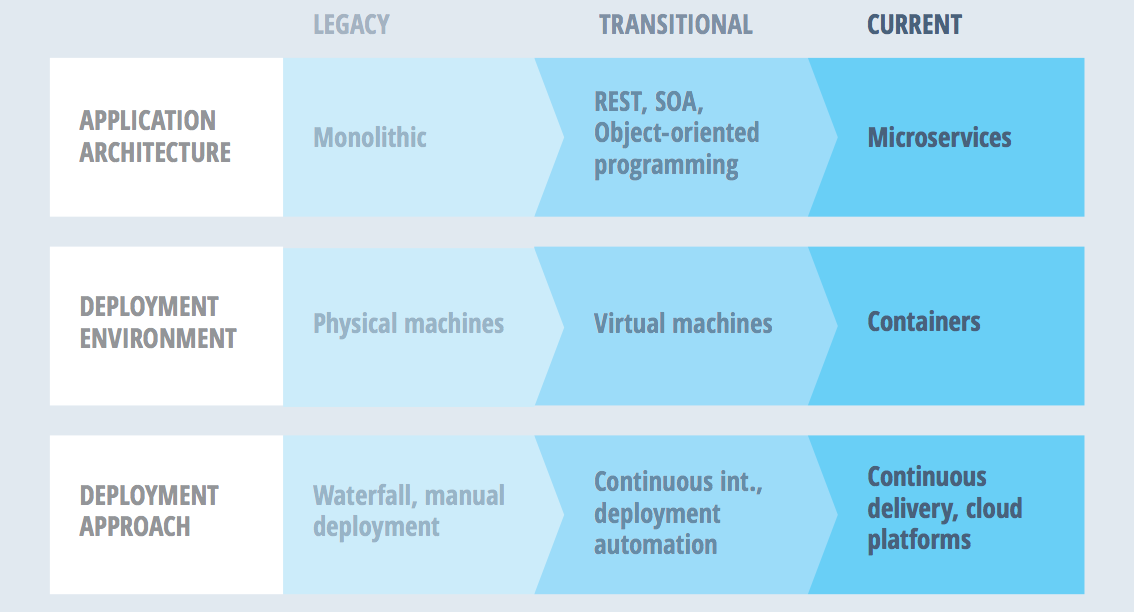 LEGACY
TRANSITIONAL
CURRENT
APPLICATION
ARCHITECTURE
Monolithic
REST, SOA,
Object-oriented
programming
Microservices
DEPLOYMENT
ENVIRONMENT
Physical machines
Virtual machines
Containers
DEPLOYMENT
APPROACH
Waterfall, manual
deployment
Continuous int.,
deployment
automation
Continuous
delivery, cloud
platforms